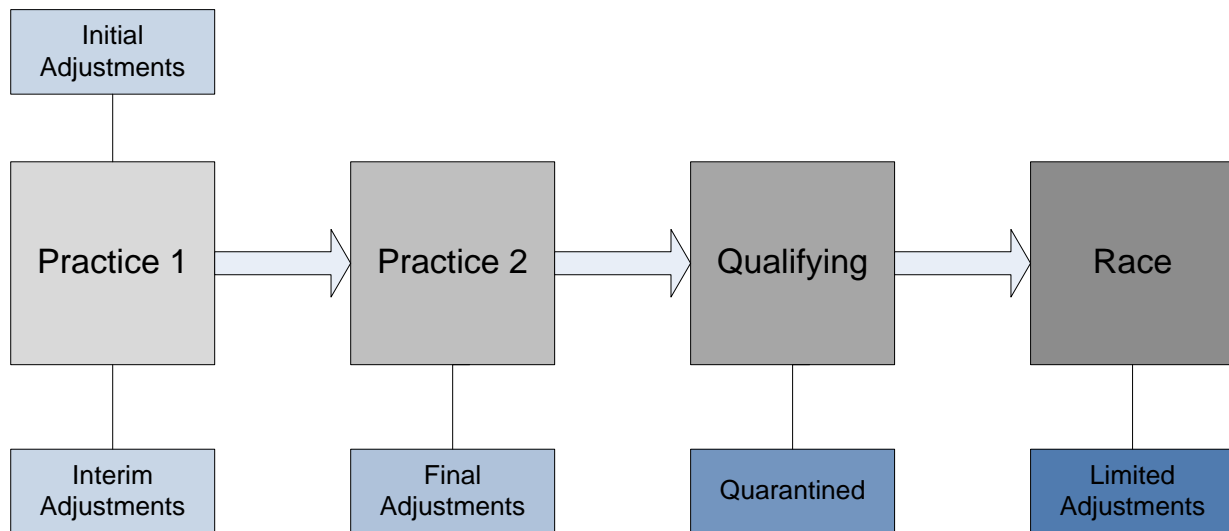 Initial
Adjustments
Practice 1
Practice 2
Qualifying
Race
Interim
Adjustments
Final
Adjustments
Quarantined
Limited
Adjustments